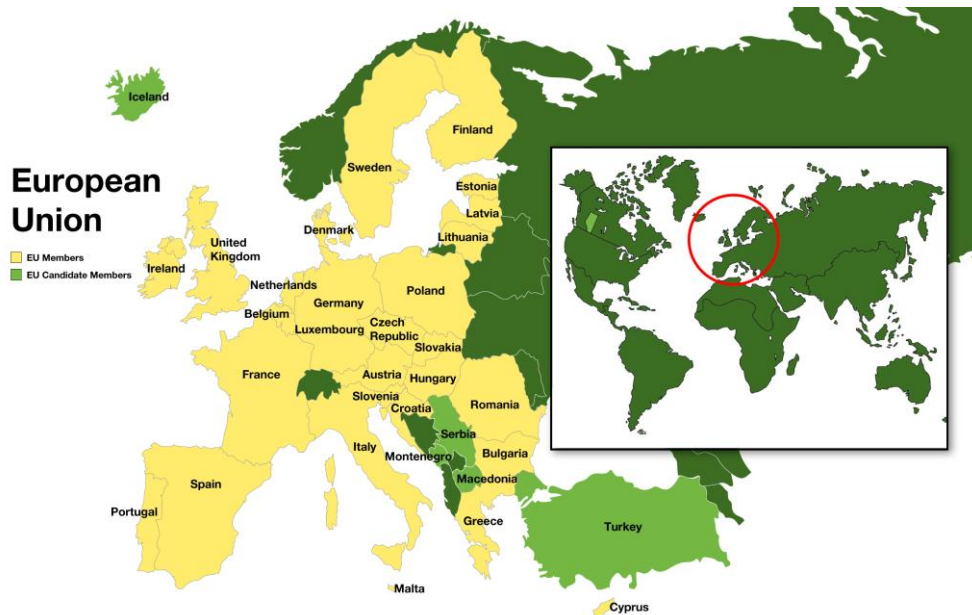 Iceland
European
Union
EU Members
EU Candidate Members
Finland
Sweden
Estonia
Latvia
Lithuania
Denmark
United
Kingdom
Ireland
Netherlands
Belgium
Germany
Poland
Luxembourg
Czech
Republic
Slovakia
France
Austria
Hungary
Slovenia
Croatia
Romania
Serbia
Italy
Montenegro
Bulgaria
Macedonia
Spain
Portugal
Greece
Turkey
Malta
Cyprus